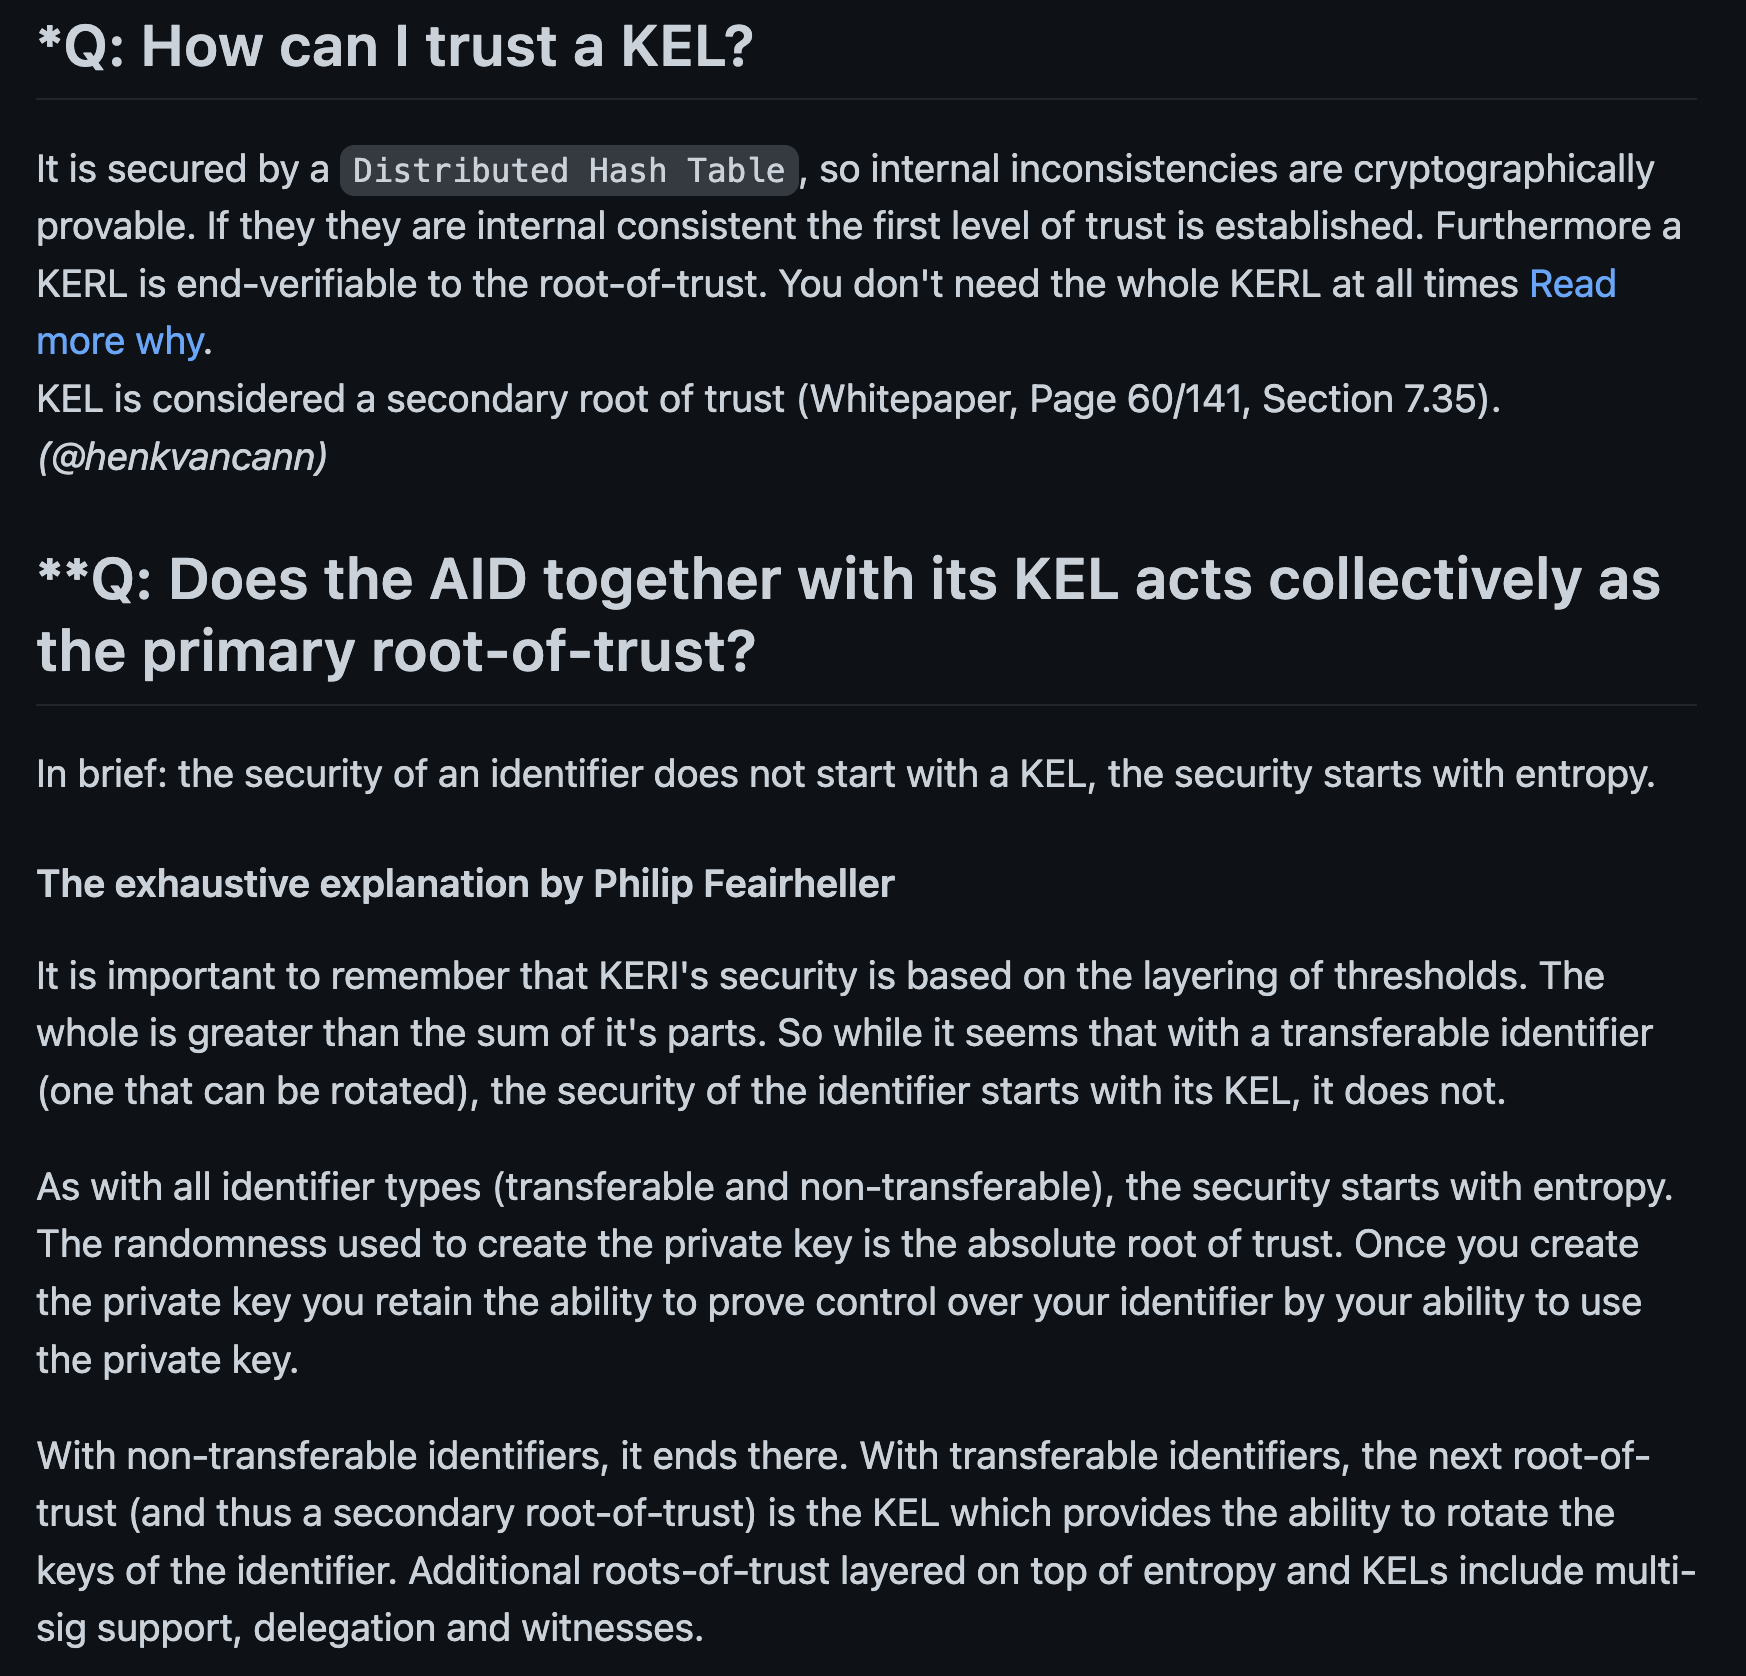 *Q: How can I trust a KEL?
It is secured by a Distributed Hash Table, so internal inconsistencies are cryptographically
provable. If they they are internal consistent the first level of trust is established. Furthermore a
KERL is end-verifiable to the root-of-trust. You don't need the whole KERL at all times Read
more why.
KEL is considered a secondary root of trust (Whitepaper, Page 60/141, Section 7.35).
(@henkvancann)
**Q: Does the AID together with its KEL acts collectively as
the primary root-of-trust?
In brief: the security of an identifier does not start with a KEL, the security starts with entropy.
The exhaustive explanation by Philip Feairheller
It is important to remember that KERI's security is based on the layering of thresholds. The
whole is greater than the sum of it's parts. So while it seems that with a transferable identifier
(one that can be rotated), the security of the identifier starts with its KEL, it does not.
As with all identifier types (transferable and non-transferable), the security starts with entropy.
The randomness used to create the private key is the absolute root of trust. Once you create
the private key you retain the ability to prove control over your identifier by your ability to use
the private key.
With non-transferable identifiers, it ends there. With transferable identifiers, the next root-of-
trust (and thus a secondary root-of-trust) is the KEL which provides the ability to rotate the
keys of the identifier. Additional roots-of-trust layered on top of entropy and KELs include multi-
sig support, delegation and witnesses.